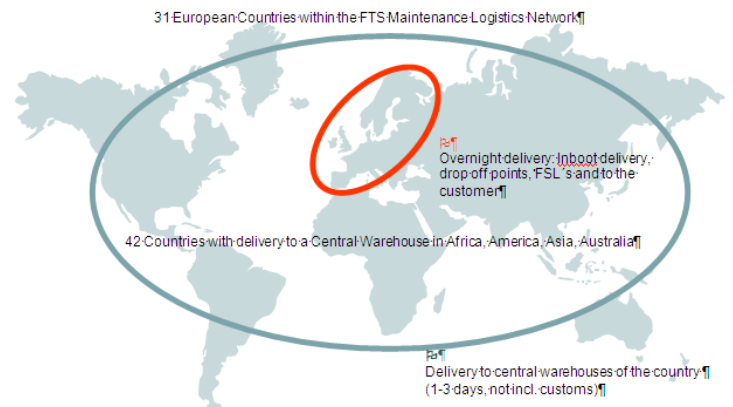 31 European Countries within the FTS Maintenance Logistics Network¶
Overnight delivery: Inboot delivery,
drop off points, FSL´s and to the
customer¶
42 Countries with delivery to a Central Warehouse in Africa, America, Asia, Australia¶
Delivery to central warehouses of the country ¶
(1-3 days, not incl. customs)¶